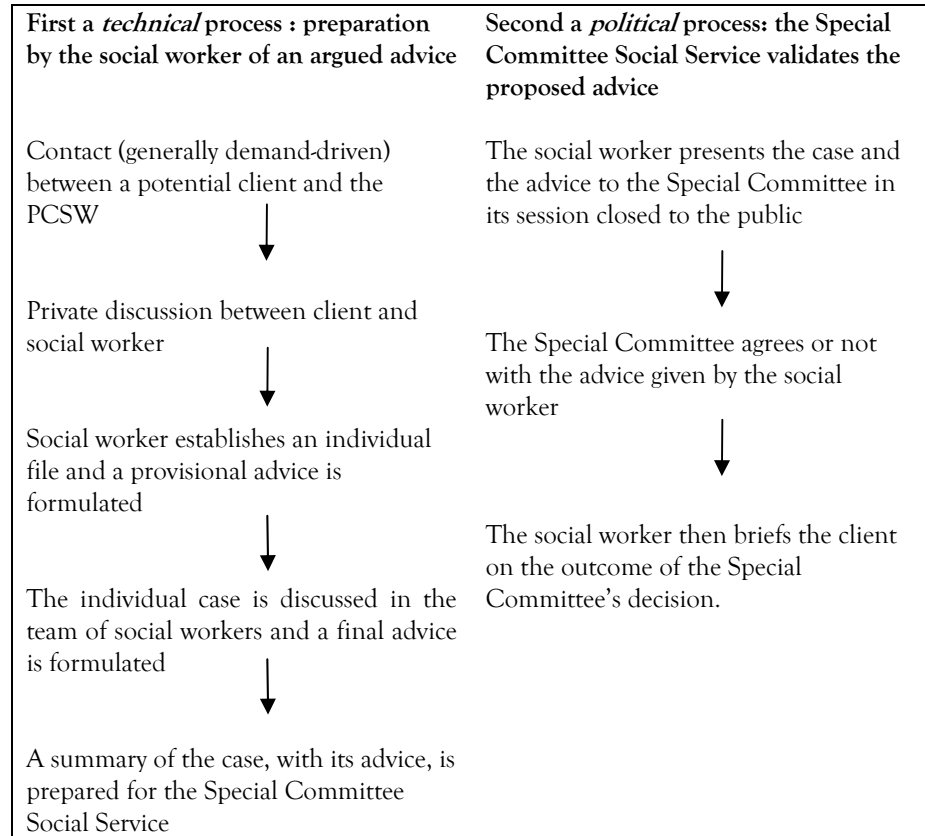 First a technical process : preparation
by the social worker of an argued advice
Contact (generally demand-driven)
between a potential client and the
PCSW
Private discussion between client and
social worker
Social worker establishes an individual
file and a provisional advice is
formulated
The individual case is discussed in the
team of social workers and a final advice
is formulated
A summary of the case, with its advice, is
prepared for the Special Committee
Social Service
Second a political process: the Special
Committee Social Service validates the
proposed advice
The social worker presents the case and
the advice to the Special Committee in
its session closed to the public
The Special Committee agrees or not
with the advice given by the social
worker
The social worker then briefs the client
on the outcome of the Special
Committee’s decision.